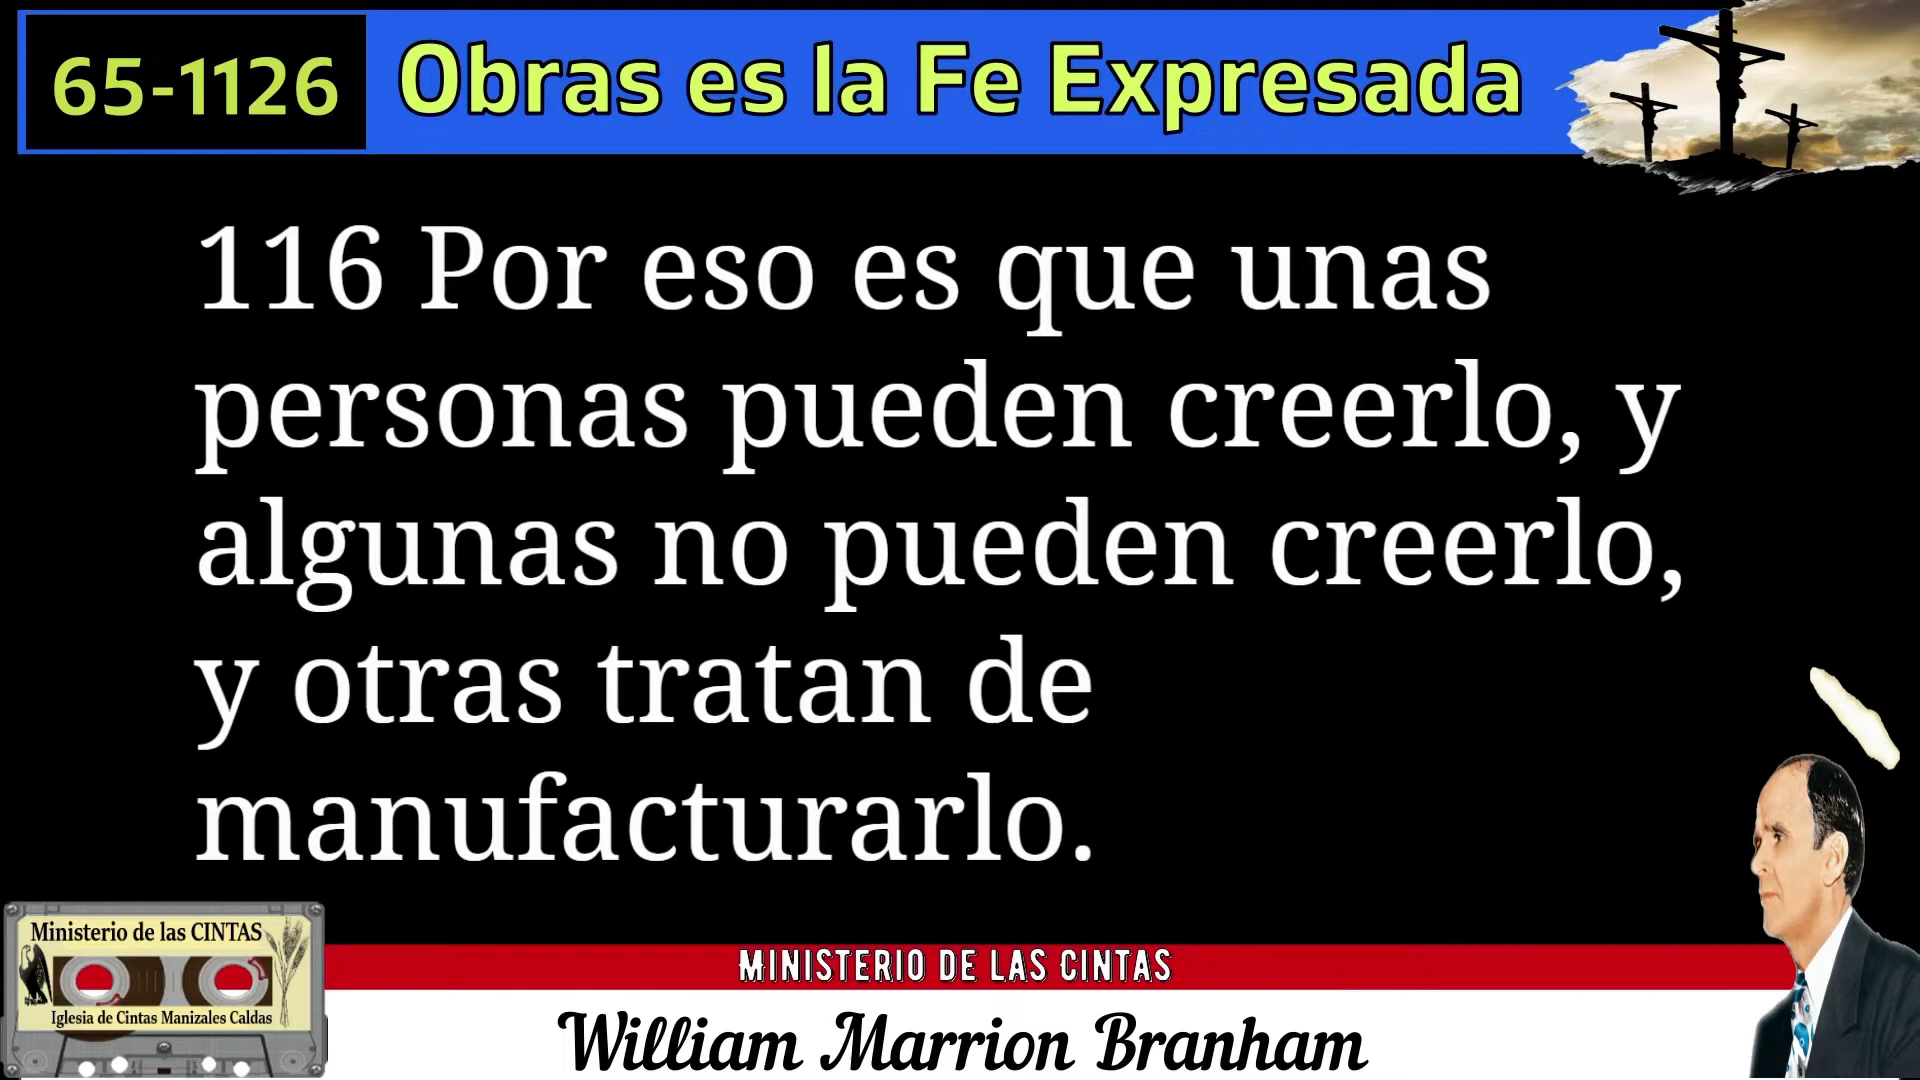 65-1126
Obras es la Fe Expresada
116 Por eso es que unas
personas pueden creerlo, y
algunas no pueden creerlo,
y otras tratan de
manufacturarlo.
Ministerio de las CINTAS
Iglesia de Cintas Manizales Caldas
MINISTERIO DE LAS CINTAS
William Marrion Branham